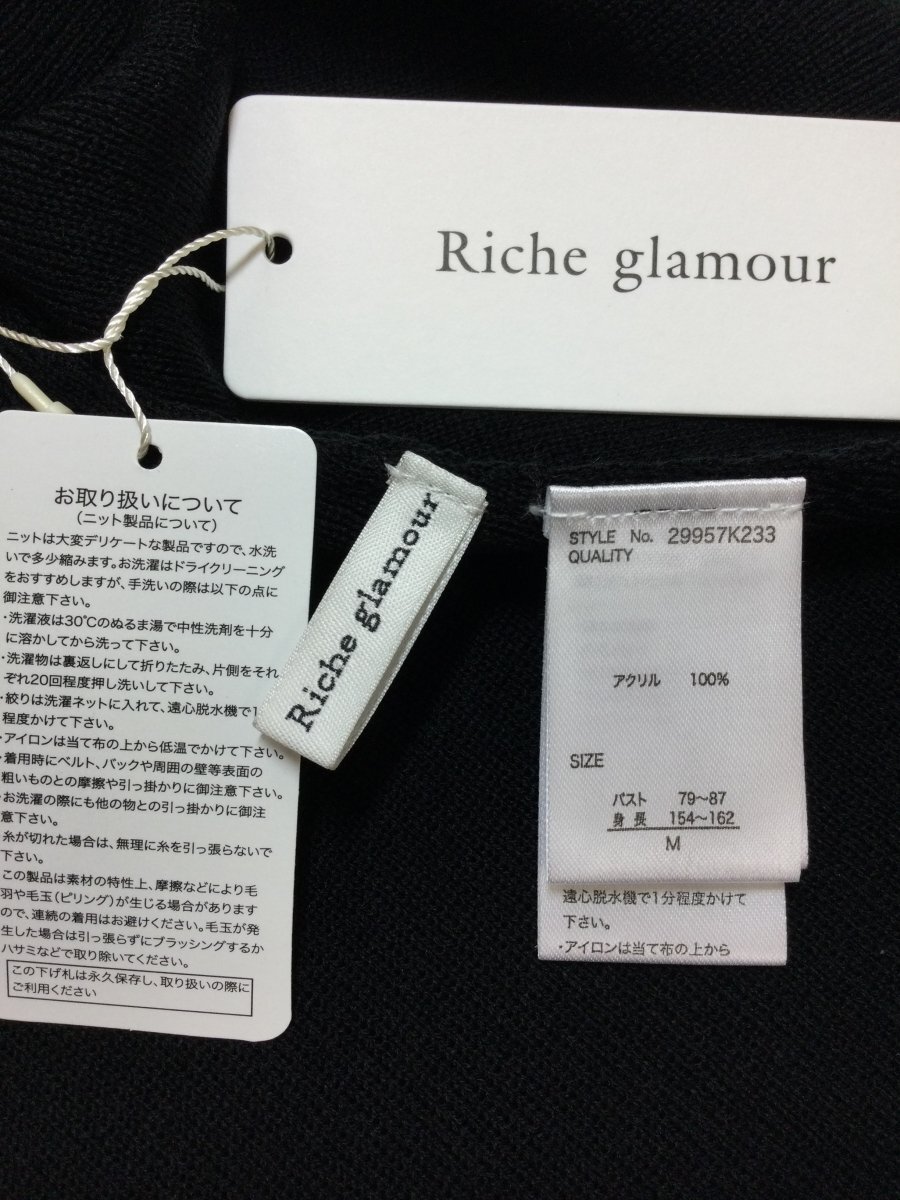 Riche glamour
お取り扱いについて
(ニット製品について)
ニットは大変デリケートな製品ですので、水洗
いで多少縮みます。お洗濯はドライクリーニング
をおすすめしますが、手洗いの際は以下の点に
御注意下さい。
・洗濯液は30℃のぬるま湯で中性洗剤を十分
に溶かしてから洗って下さい。
・洗濯物は裏返しにして折りたたみ、片側をそれ
ぞれ20回程度押し洗いして下さい。
・絞りは洗濯ネットに入れて、遠心脱水機で1
程度かけて下さい。
・アイロンは当て布の上から低温でかけて下さい。
・着用時にベルト、バックや周囲の壁等表面の
粗いものとの摩擦や引っ掛かりに御注意下さい。
・お洗濯の際にも他の物との引っ掛かりに御注
意下さい。
糸が切れた場合は、無理に糸を引っ張らないで
下さい。
この製品は素材の特性上、摩擦などにより毛
羽や毛玉(ピリング)が生じる場合があります
ので、連続の着用はお避けください。毛玉が発
生した場合は引っ張らずにブラッシングするか
ハサミなどで取り除いてください。
この下げ札は永久保存し、取り扱いの際に
ご利用ください
Riche glamour
STYLE No. 29957K233
QUALITY
アクリル 100%
SIZE
バスト 79〜87
身長 154〜162
M
遠心脱水機で1分程度かけて
下さい。
・アイロンは当て布の上から